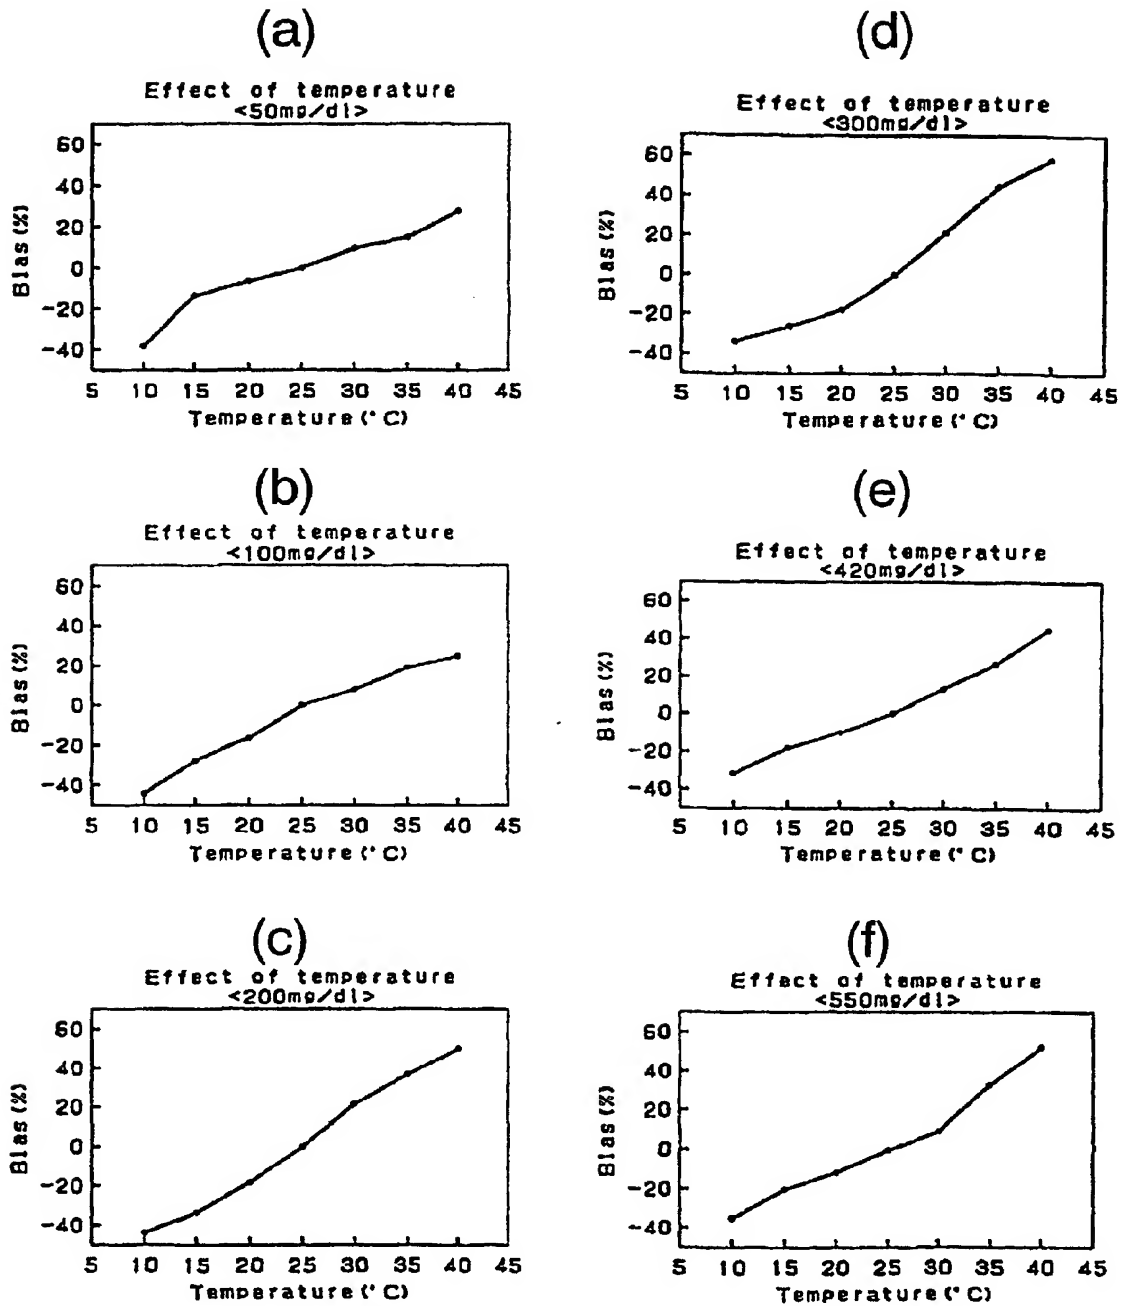 (a)
Effect of temperature
<50mg/dl>
60
40
20
0
-20
-40
Bias (%)
5 10 15 20 25 30 35 40 45
Temperature (°C)
(b)
Effect of temperature
<100mg/dl>
60
40
20
0
-20
-40
Bias (%)
5 10 15 20 25 30 35 40 45
Temperature (°C)
(c)
Effect of temperature
<200mg/dl>
60
40
20
0
-20
-40
Bias (%)
5 10 15 20 25 30 35 40 45
Temperature (°C)
(d)
Effect of temperature
<300mg/dl>
60
40
20
0
-20
-40
Bias (%)
5 10 15 20 25 30 35 40 45
Temperature (°C)
(e)
Effect of temperature
<420mg/dl>
60
40
20
0
-20
-40
Bias (%)
5 10 15 20 25 30 35 40 45
Temperature (°C)
(f)
Effect of temperature
<550mg/dl>
60
40
20
0
-20
-40
Bias (%)
5 10 15 20 25 30 35 40 45
Temperature (°C)